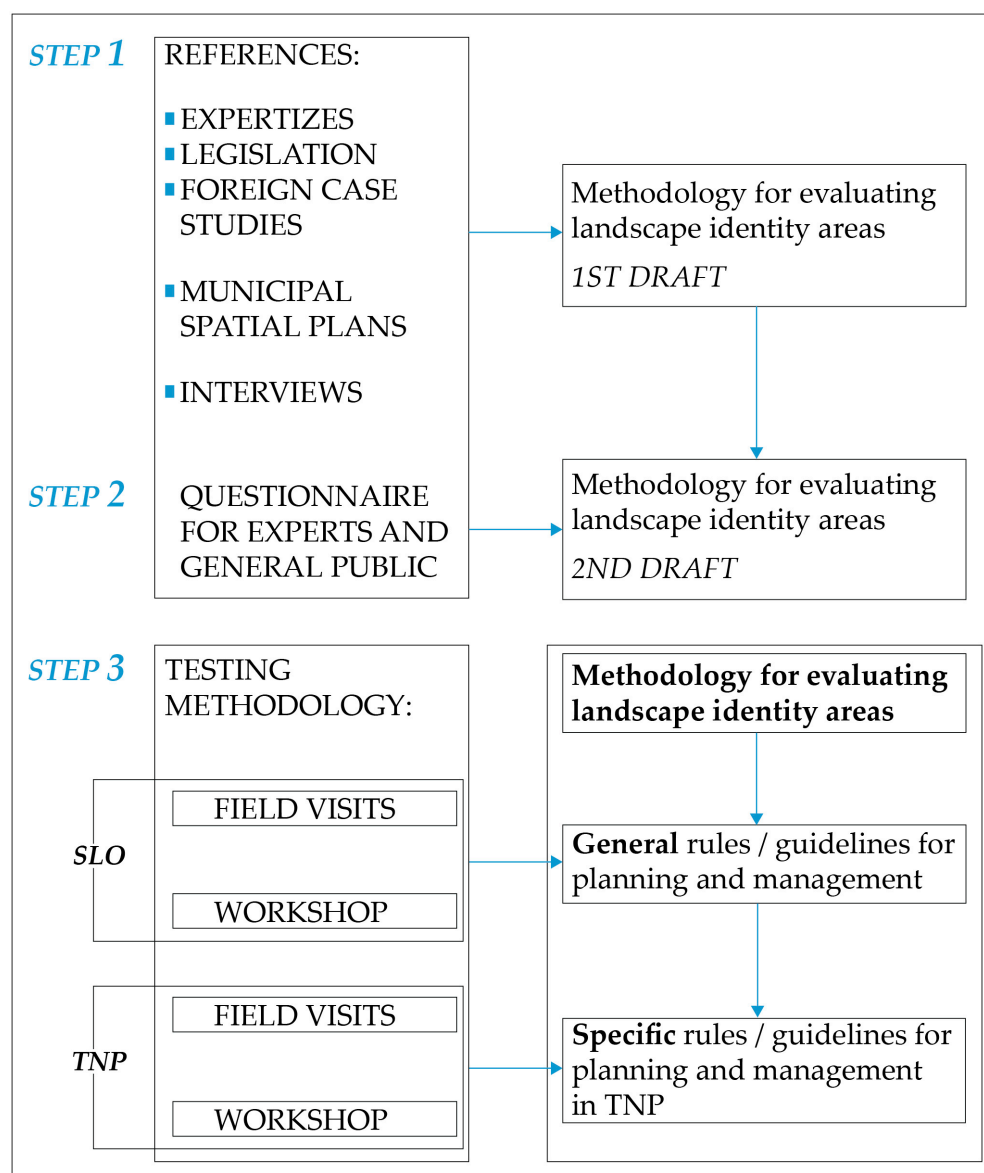 STEP 1
REFERENCES:
EXPERTIZES
LEGISLATION
FOREIGN CASE
STUDIES
MUNICIPAL
SPATIAL PLANS
INTERVIEWS
Methodology for evaluating
landscape identity areas
1ST DRAFT
STEP 2
QUESTIONNAIRE
FOR EXPERTS AND
GENERAL PUBLIC
Methodology for evaluating
landscape identity areas
2ND DRAFT
STEP 3
TESTING
METHODOLOGY:
Methodology for evaluating
landscape identity areas
SLO
FIELD VISITS
WORKSHOP
General rules / guidelines for
planning and management
TNP
FIELD VISITS
WORKSHOP
Specific rules / guidelines for
planning and management
in TNP